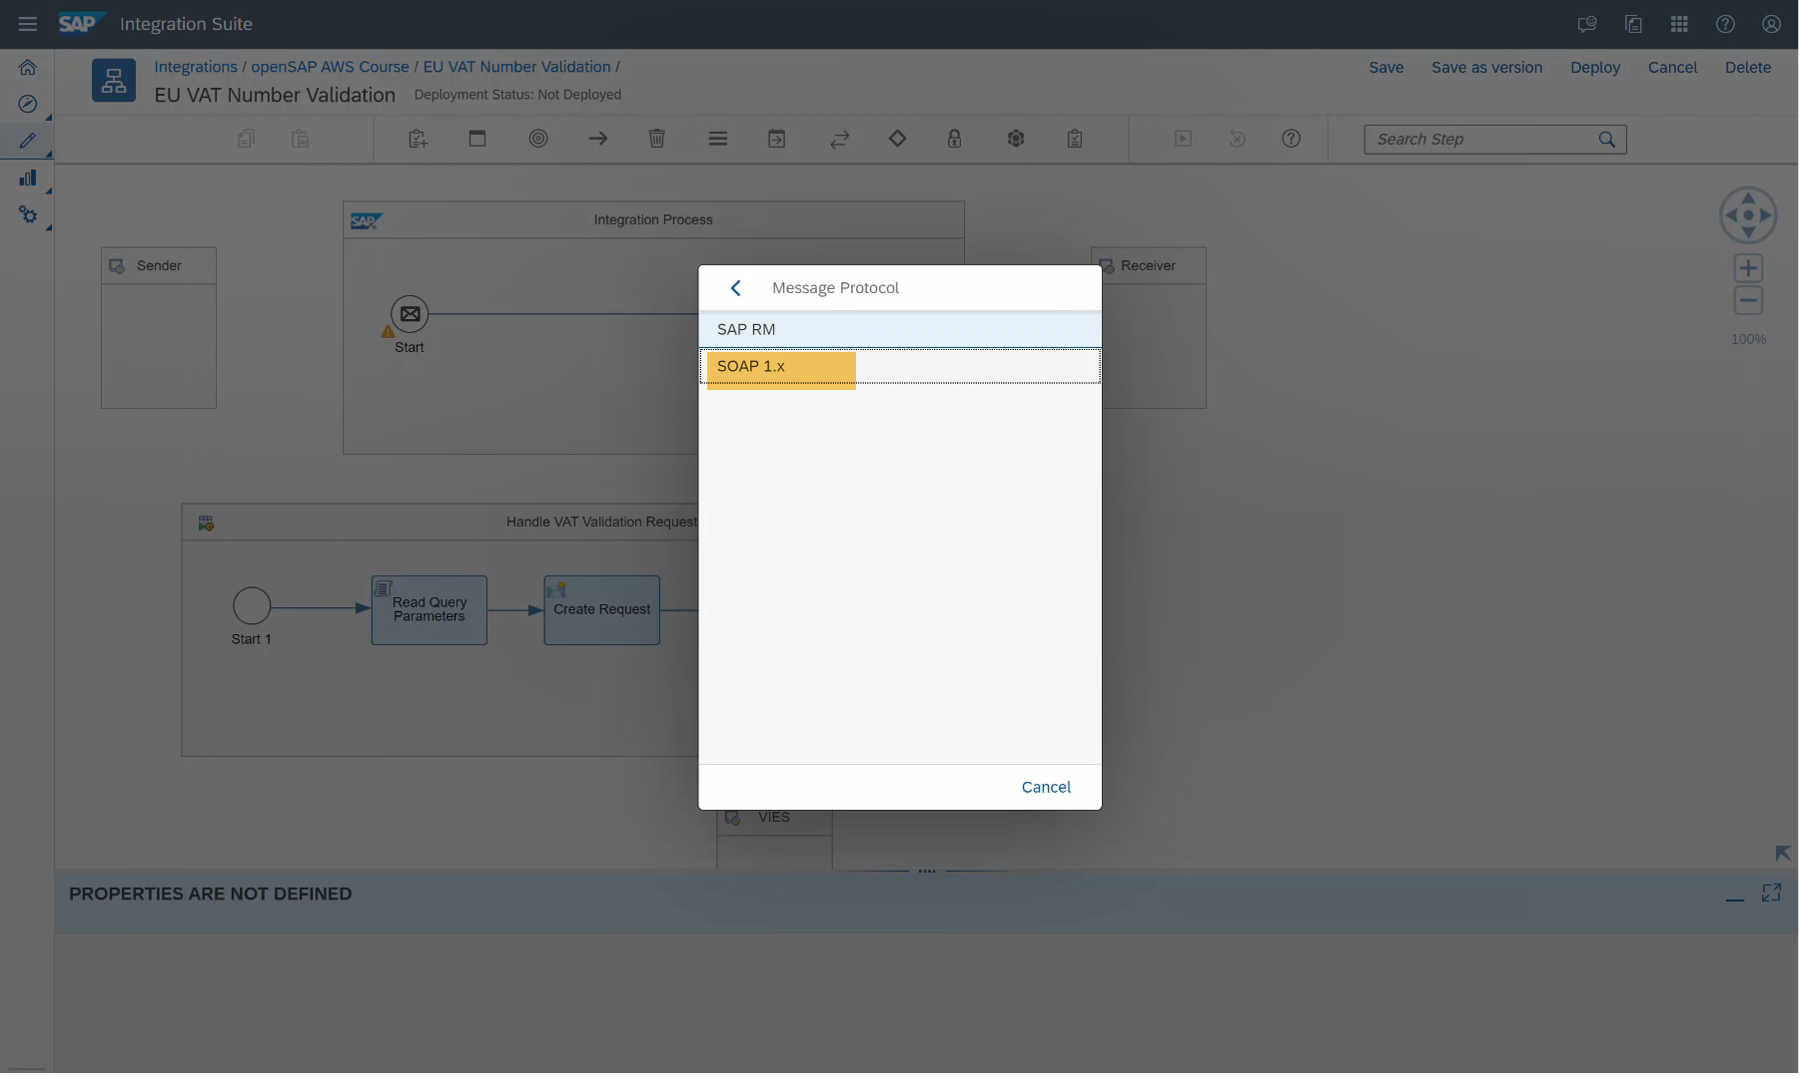 SAP Integration Suite
Integrations / openSAP AWS Course / EU VAT Number Validation /
EU VAT Number Validation Deployment Status: Not Deployed
Save Save as version Deploy Cancel Delete
Search Step
SAP Integration Process
Sender
Receiver
Start
100%
Message Protocol
SAP RM
SOAP 1.x
Cancel
Handle VAT Validation Request
Start 1
Read Query
Parameters
Create Request
VIES
PROPERTIES ARE NOT DEFINED